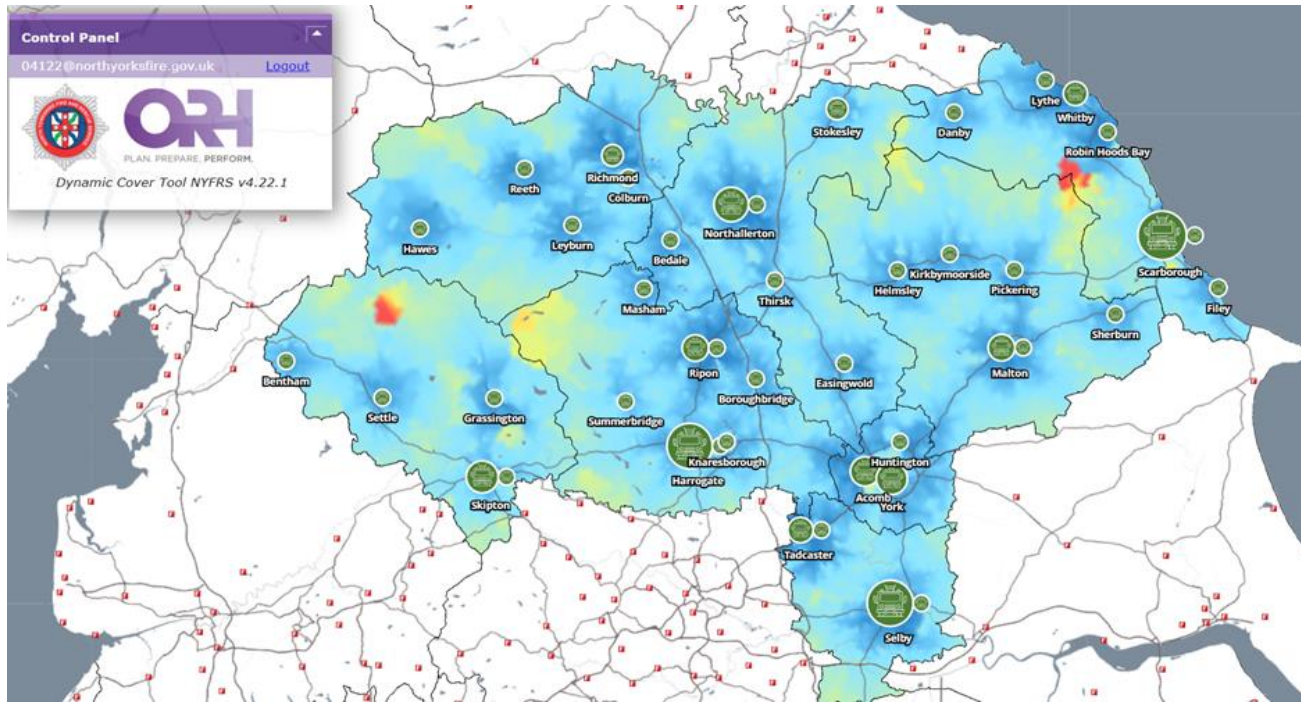 Control Panel
04122@northyorksfire.gov.uk Logout
ORH
PLAN. PREPARE. PERFORM.
Dynamic Cover Tool NYFRS v4.22.1
Lythe
Whitby
Stokesley
Danby
Robin Hoods Bay
Richmond
Reeth
Colburn
Northallerton
Hawes
Leyburn
Bedale
Scarborough
Kirkbymoorside
Helmsley
Pickering
Thirsk
Masham
Filey
Sherburn
Ripon
Malton
Bentham
Easingwold
Boroughbridge
Settle
Grassington
Summerbridge
Knaresborough
Huntington
Harrogate
Acomb
Skipton
York
Tadcaster
Selby